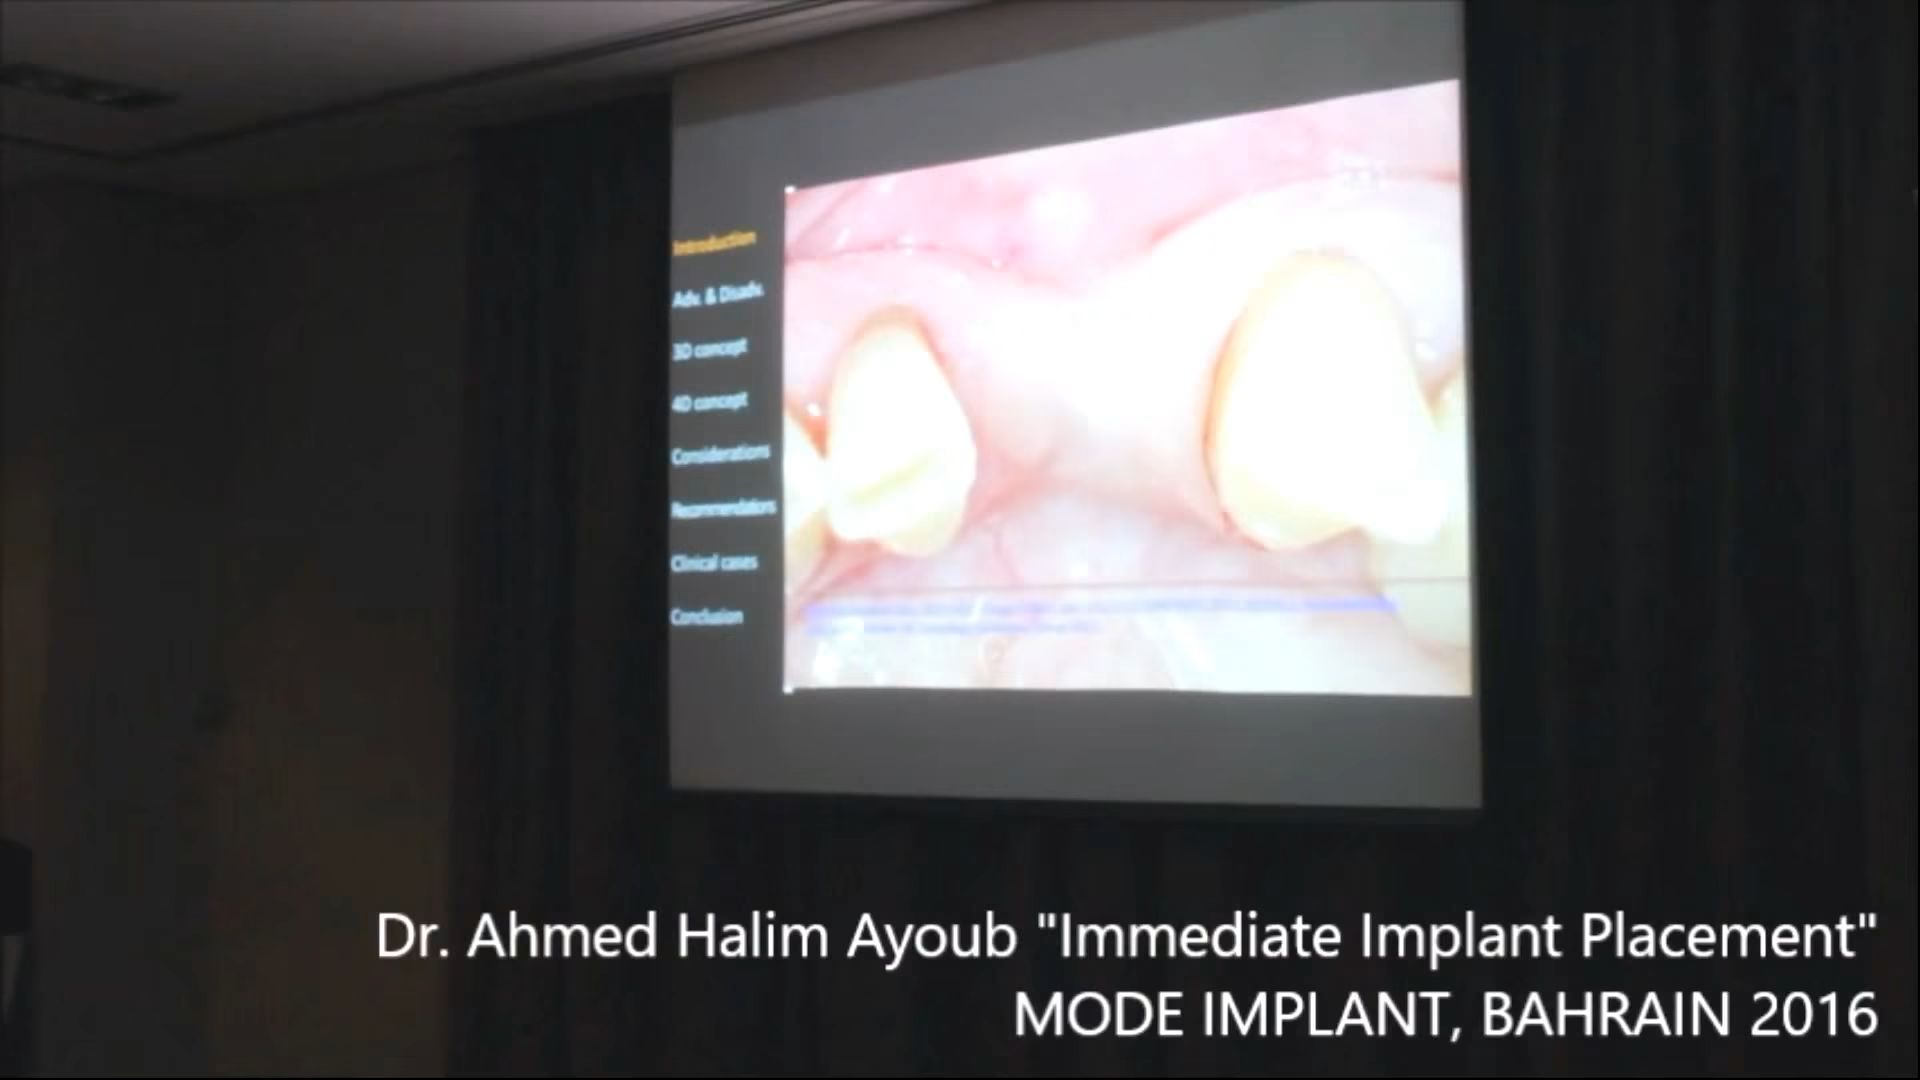 Introduction
Adv. & Disadv.
3D concept
4D concept
Considerations
Recommendations
Clinical cases
Conclusion
Dr. Ahmed Halim Ayoub "Immediate Implant Placement"
MODE IMPLANT, BAHRAIN 2016